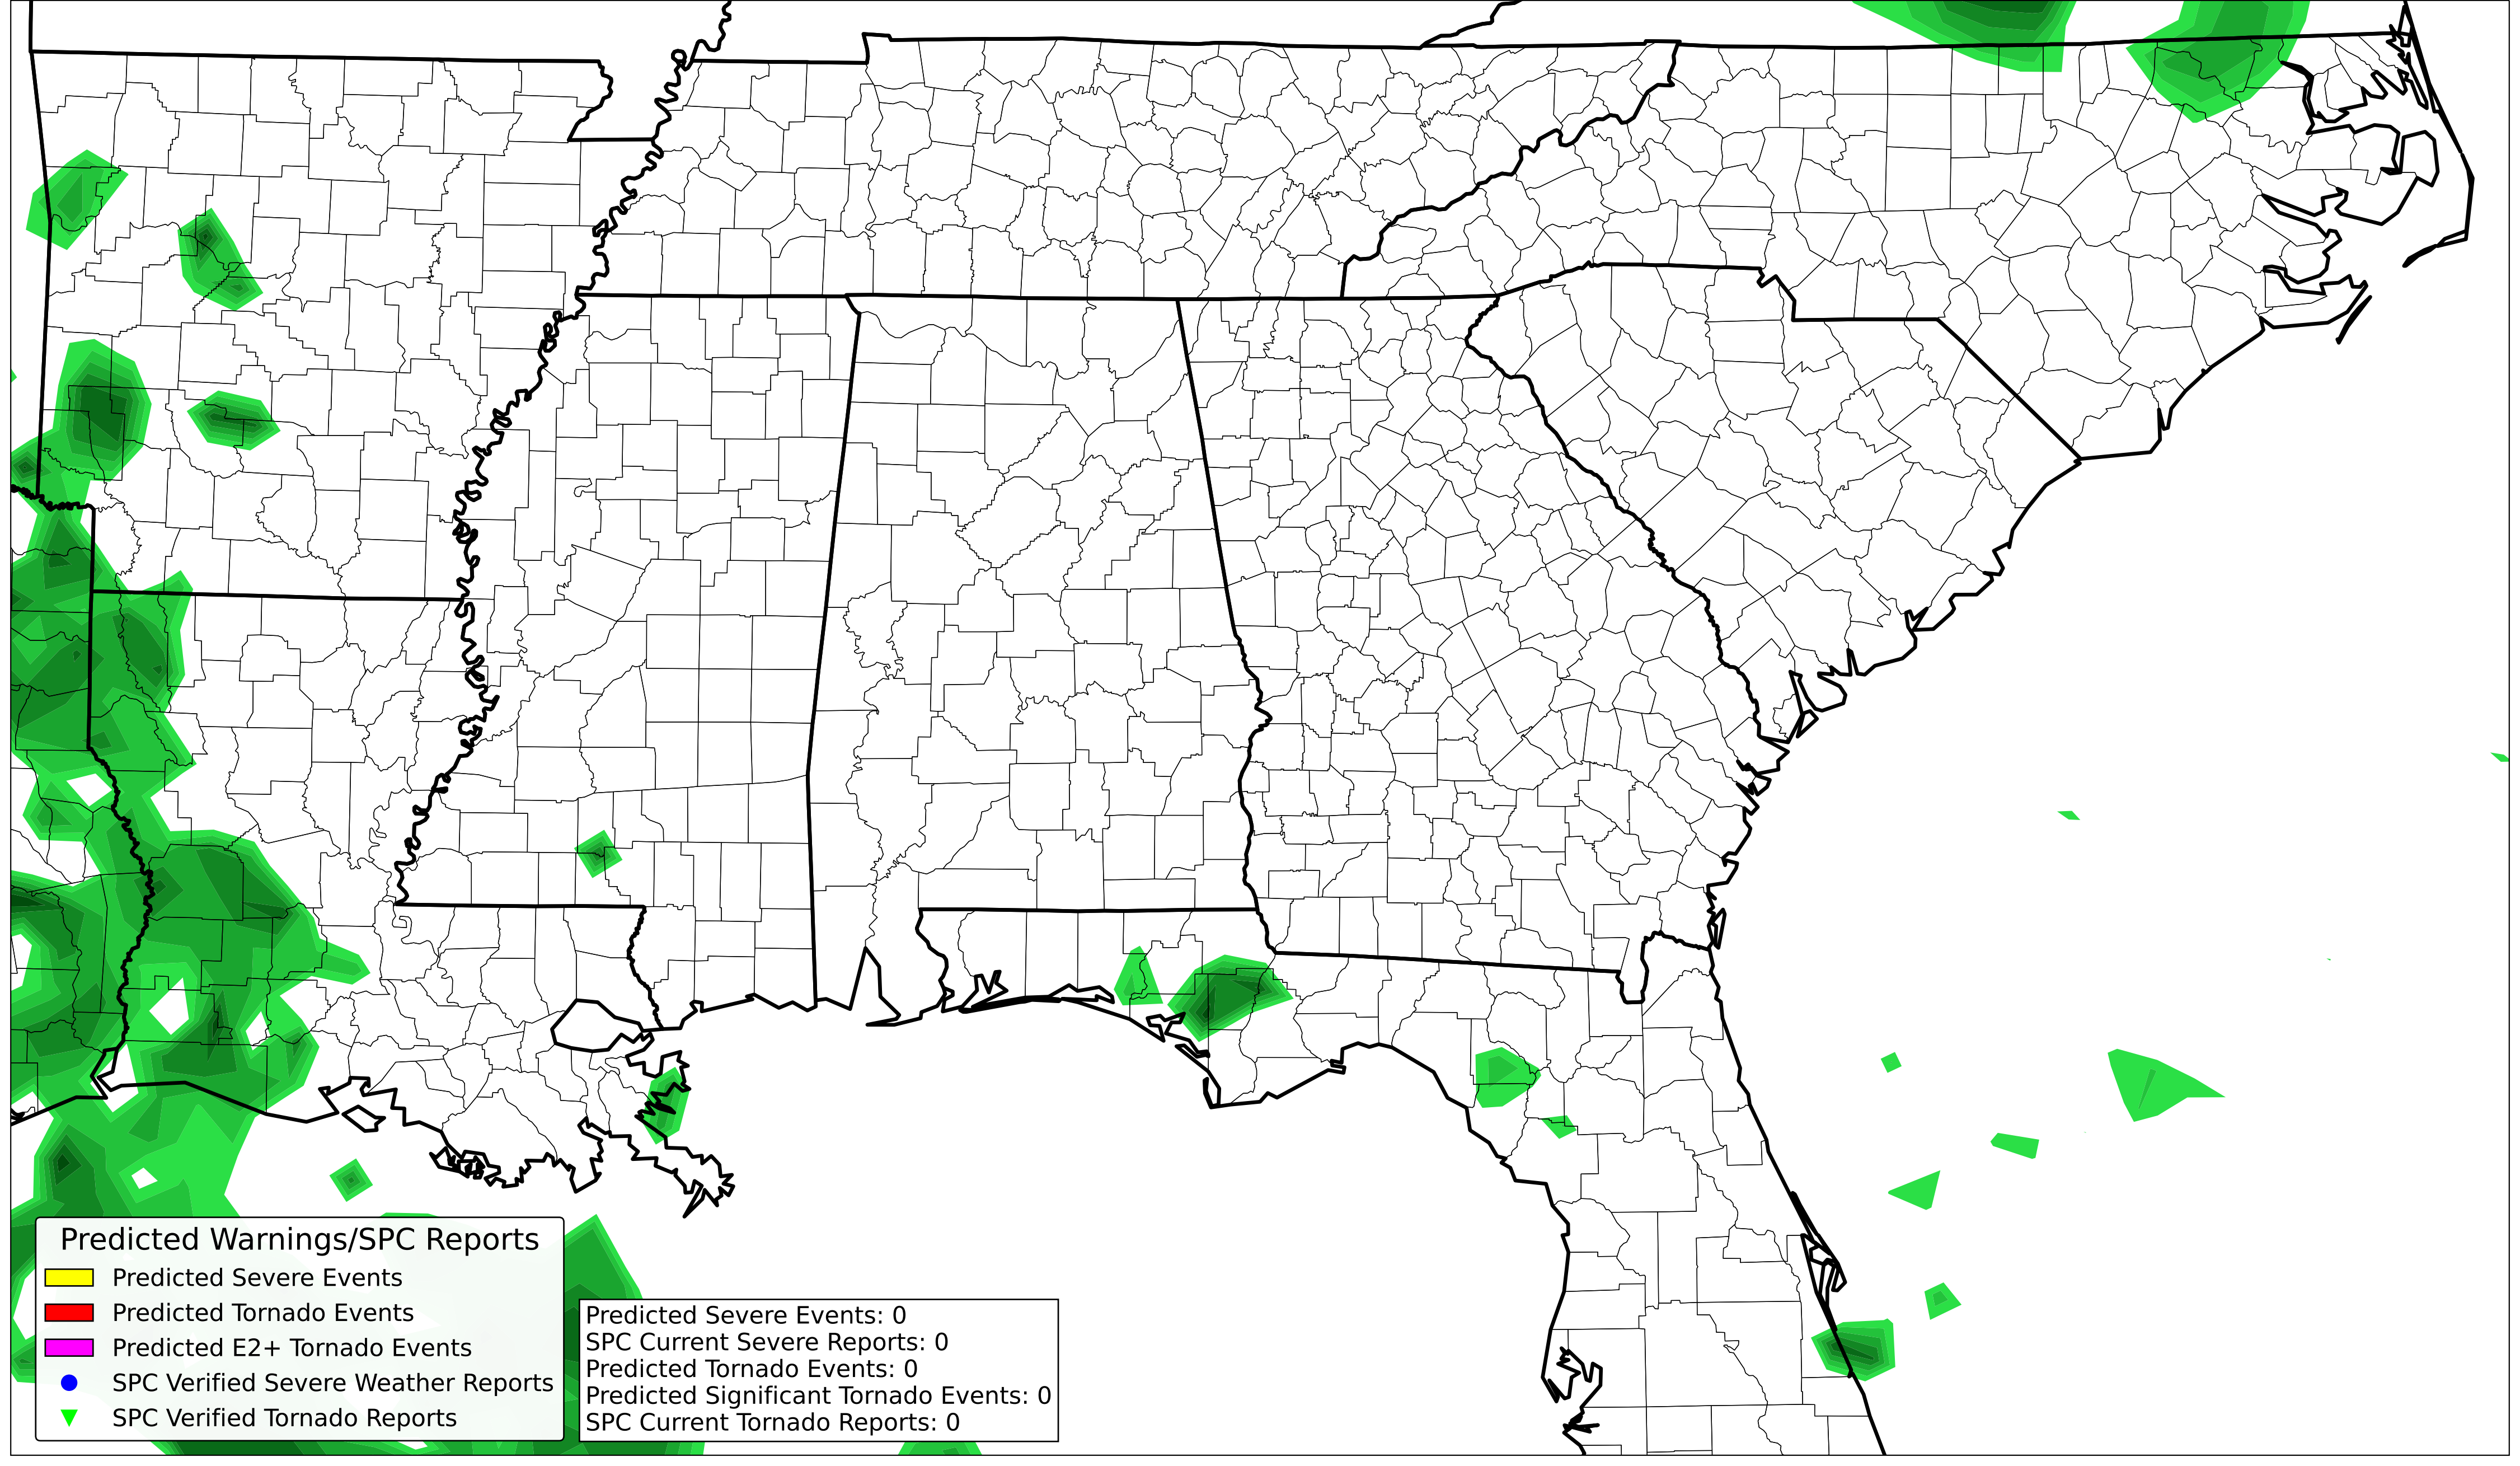 Predicted Warnings/SPC Reports
Predicted Severe Events
Predicted Tornado Events
Predicted E2+ Tornado Events
SPC Verified Severe Weather Reports
SPC Verified Tornado Reports
Predicted Severe Events: 0
SPC Current Severe Reports: 0
Predicted Tornado Events: 0
Predicted Significant Tornado Events: 0
SPC Current Tornado Reports: 0